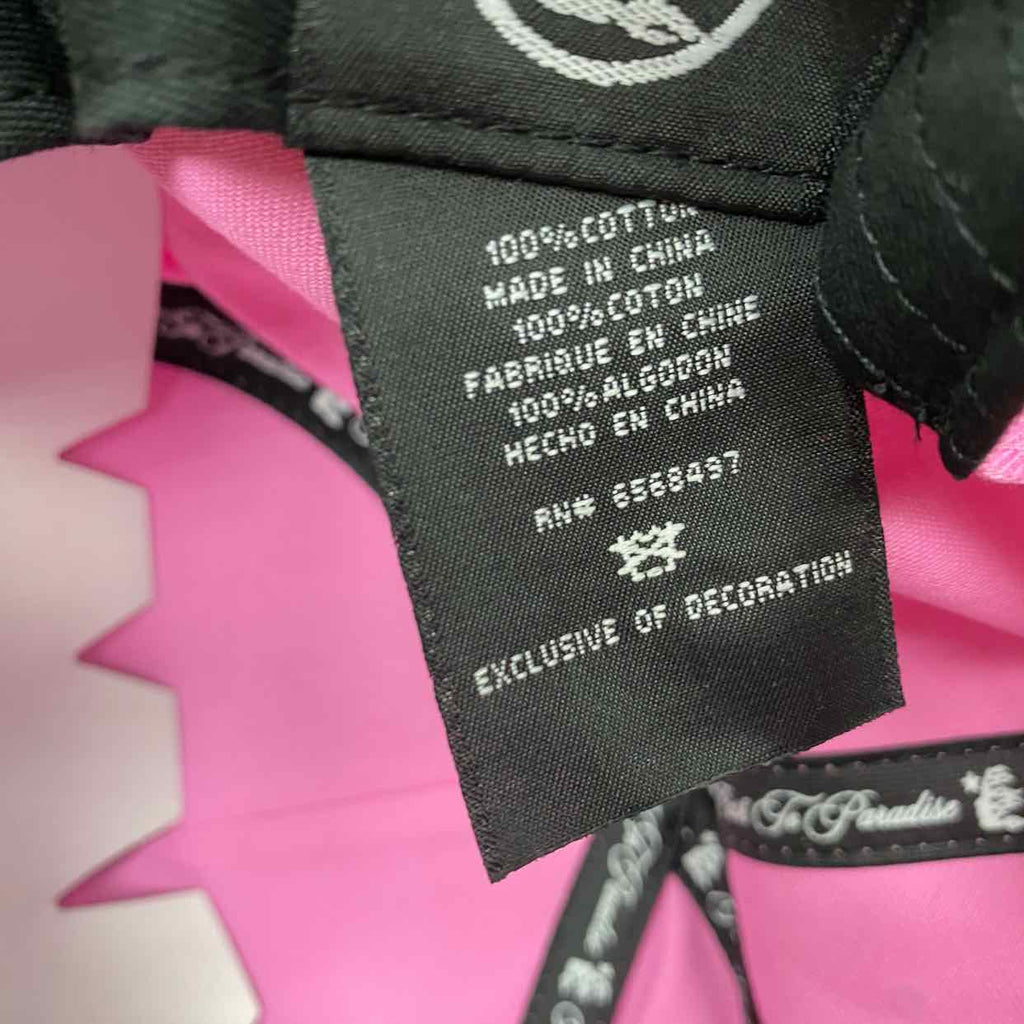 100%COTTON
MADE IN CHINA
100%COTON
FABRIQUE EN CHINE
100%ALGODON
HECHO EN CHINA
RN# 6568437
EXCLUSIVE OF DECORATION
To Paradise